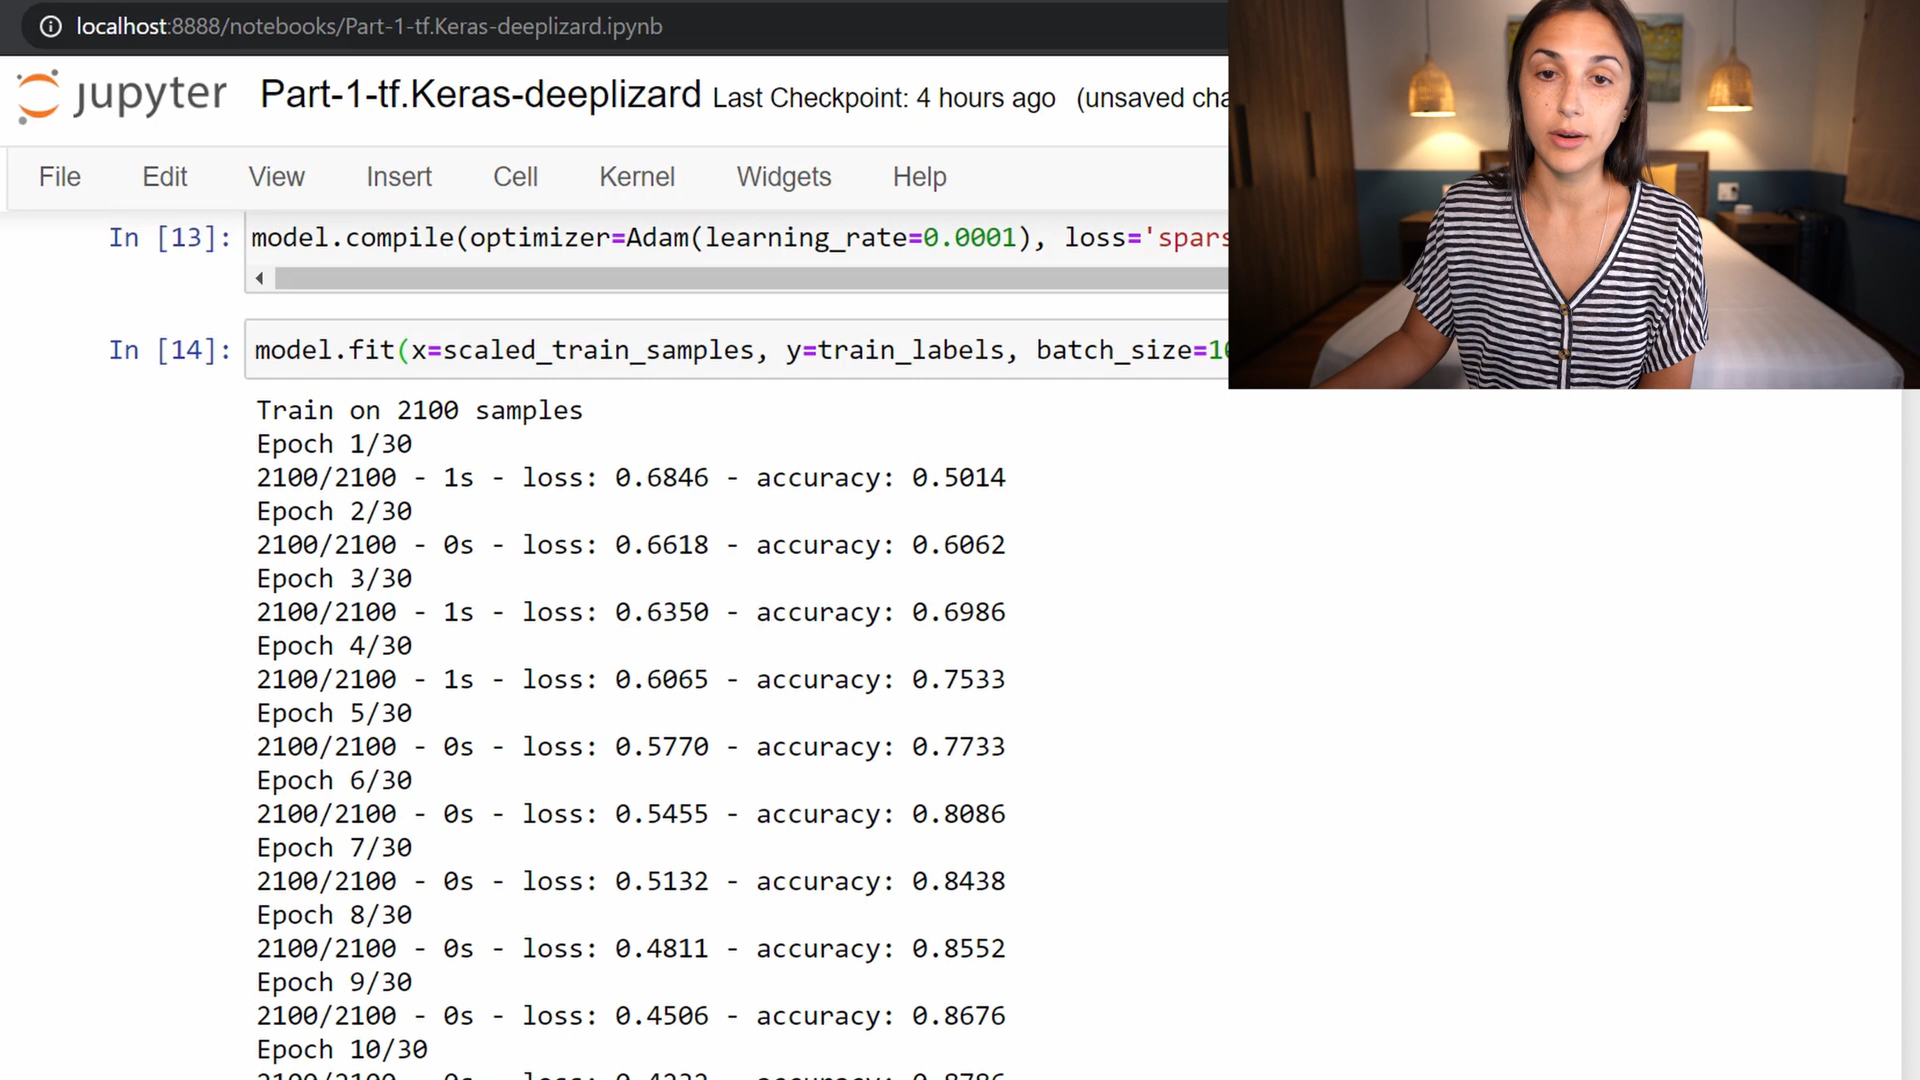 localhost:8888/notebooks/Part-1-tf.Keras-deeplizard.ipynb
jupyter Part-1-tf.Keras-deeplizard Last Checkpoint: 4 hours ago (unsaved cha
File Edit View Insert Cell Kernel Widgets Help
In [13]: model.compile(optimizer=Adam(learning_rate=0.0001), loss='spars
In [14]: model.fit(x=scaled_train_samples, y=train_labels, batch_size=10
Train on 2100 samples
Epoch 1/30
2100/2100 - 1s - loss: 0.6846 - accuracy: 0.5014
Epoch 2/30
2100/2100 - 0s - loss: 0.6618 - accuracy: 0.6062
Epoch 3/30
2100/2100 - 1s - loss: 0.6350 - accuracy: 0.6986
Epoch 4/30
2100/2100 - 1s - loss: 0.6065 - accuracy: 0.7533
Epoch 5/30
2100/2100 - 0s - loss: 0.5770 - accuracy: 0.7733
Epoch 6/30
2100/2100 - 0s - loss: 0.5455 - accuracy: 0.8086
Epoch 7/30
2100/2100 - 0s - loss: 0.5132 - accuracy: 0.8438
Epoch 8/30
2100/2100 - 0s - loss: 0.4811 - accuracy: 0.8552
Epoch 9/30
2100/2100 - 0s - loss: 0.4506 - accuracy: 0.8676
Epoch 10/30